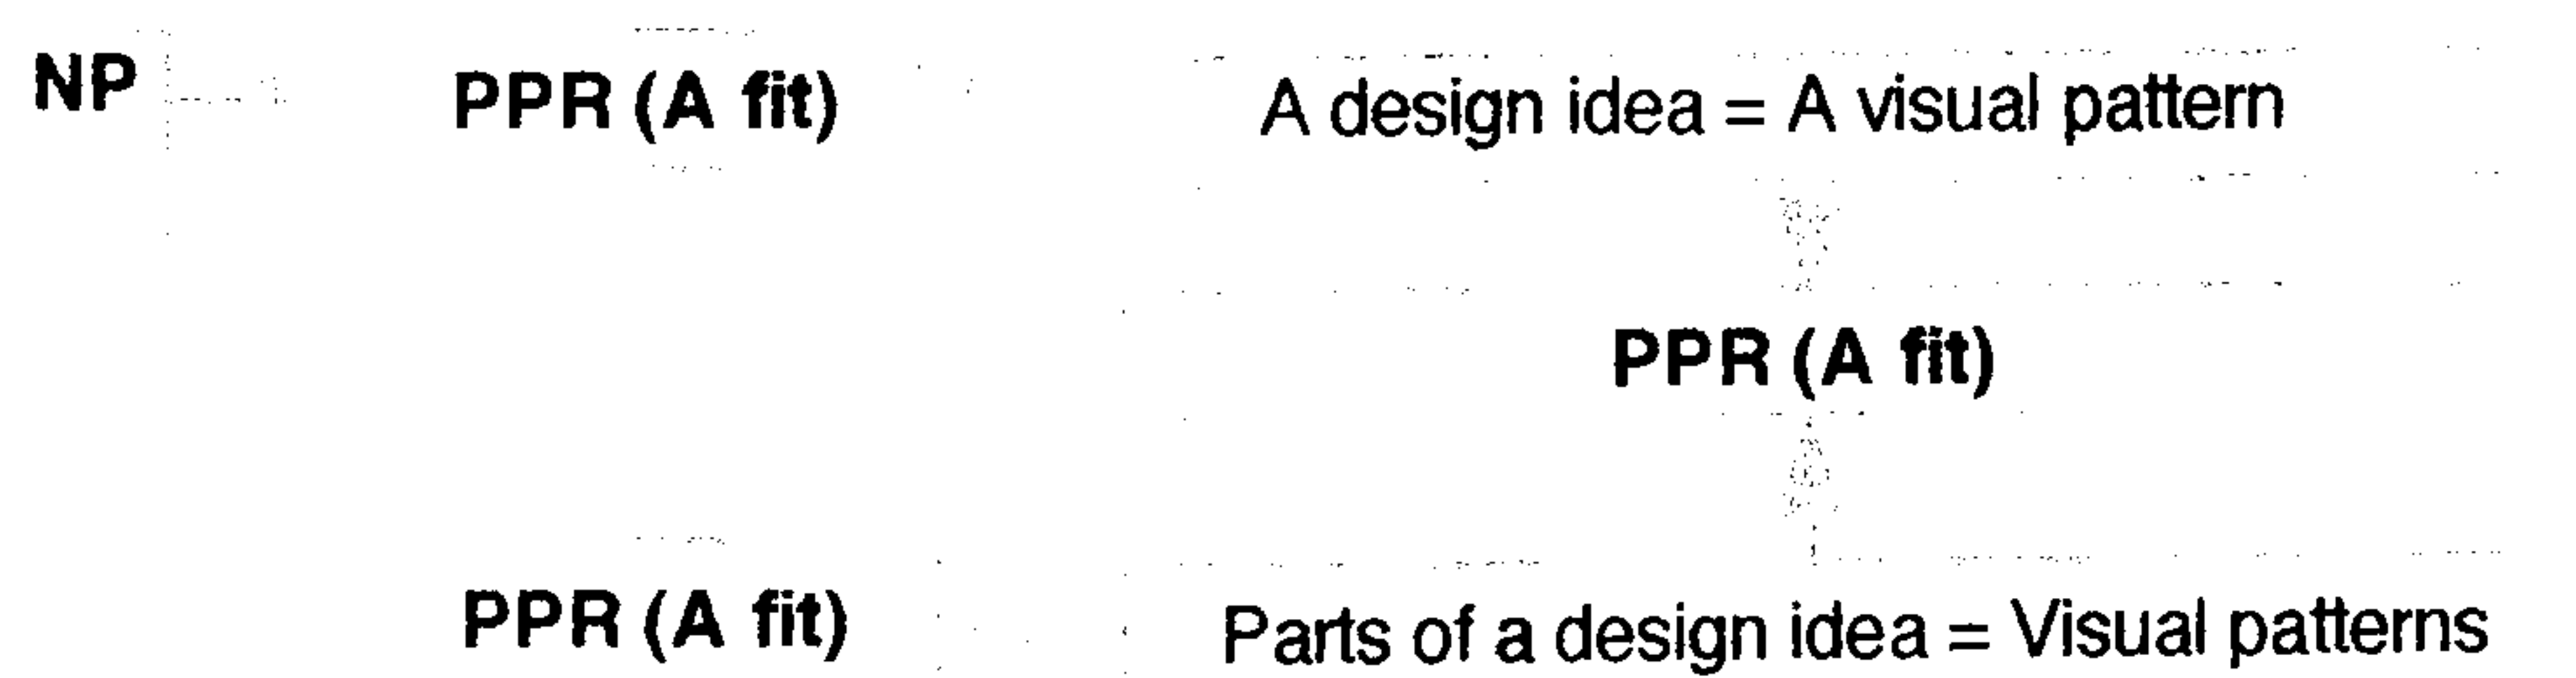 NP PPR (A fit) A design idea = A visual pattern
PPR (A fit)
PPR (A fit) Parts of a design idea = Visual patterns